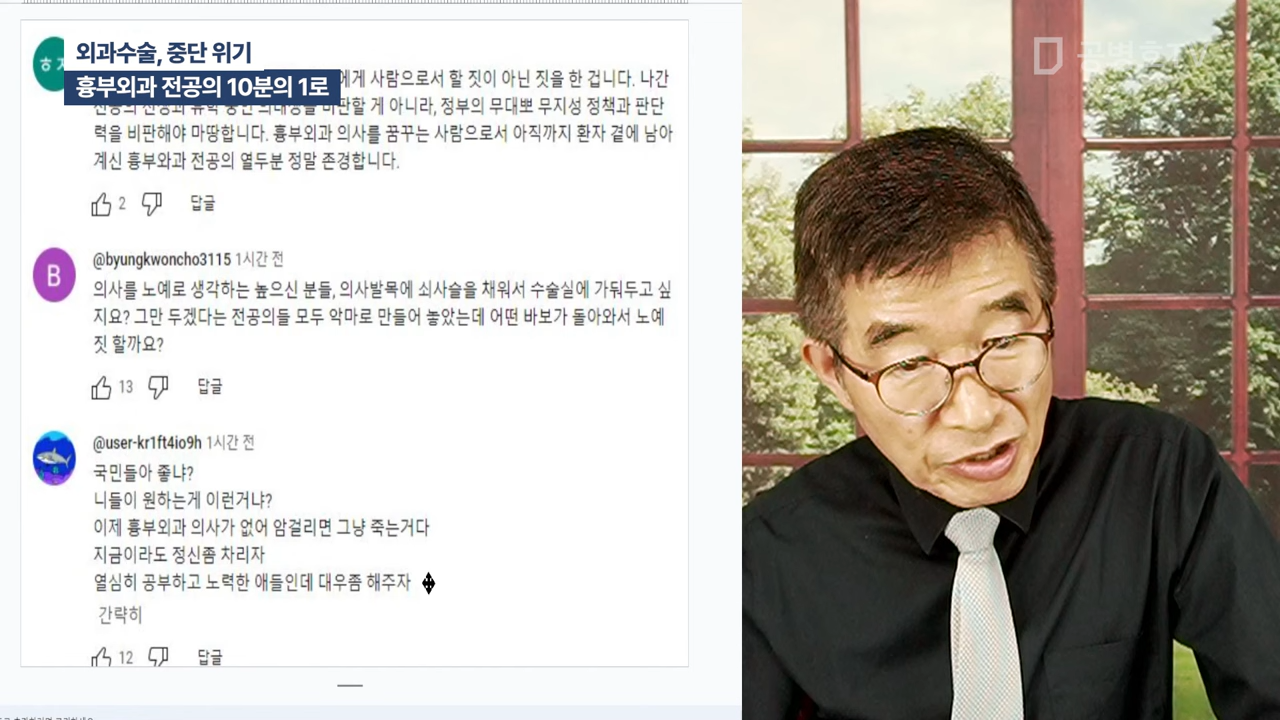 외과수술, 중단 위기
흉부외과 전공의 10분의 1로
에게 사람으로서 할 짓이 아닌 짓을 한 겁니다. 나간
판할 게 아니라, 정부의 무대뽀 무지성 정책과 판단
력을 비판해야 마땅합니다. 흉부외과 의사를 꿈꾸는 사람으로서 아직까지 환자 곁에 남아
계신 흉부와과 전공의 열두분 정말 존경합니다.
2 답글
B
@byungkwoncho3115 1시간 전
의사를 노예로 생각하는 높으신 분들, 의사발목에 쇠사슬을 채워서 수술실에 가둬두고 싶
지요? 그만 두겠다는 전공의들 모두 악마로 만들어 놓았는데 어떤 바보가 돌아와서 노예
짓 할까요?
13 답글
@user-kr1ft4io9h 1시간 전
국민들아 좋냐?
니들이 원하는게 이런거냐?
이제 흉부외과 의사가 없어 암걸리면 그냥 죽는거다
지금이라도 정신좀 차리자
열심히 공부하고 노력한 애들인데 대우좀 해주자
간략히
12 답글